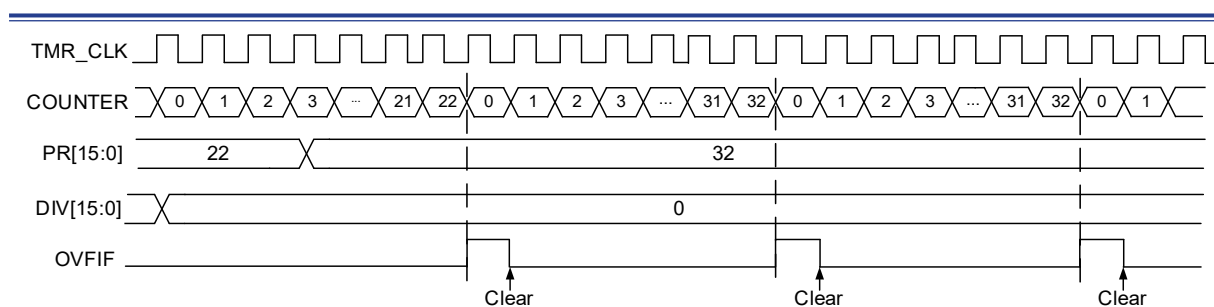 TMR_CLK
COUNTER 0 1 2 3 ... 21 22 0 1 2 3 ... 31 32 0 1 2 3 ... 31 32 0 1
PR[15:0] 22 32
DIV[15:0] 0
OVFIF
Clear Clear Clear